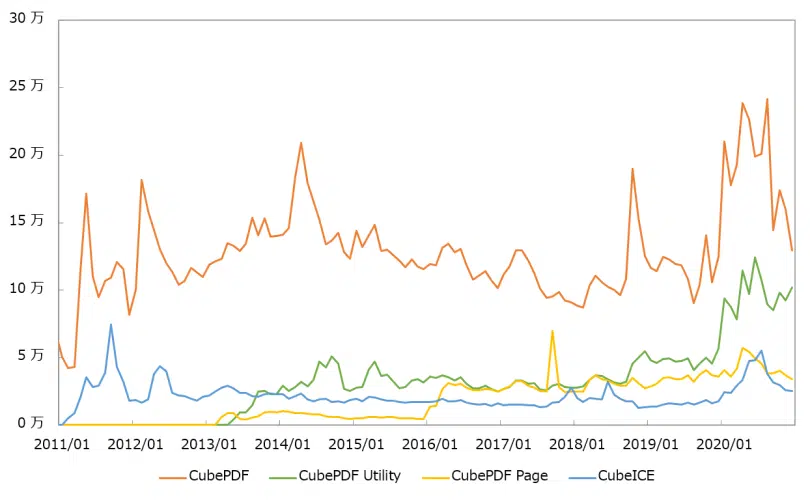 30 万
25 万
20 万
15 万
10 万
5 万
0 万
2011/01 2012/01 2013/01 2014/01 2015/01 2016/01 2017/01 2018/01 2019/01 2020/01
CubePDF CubePDF Utility CubePDF Page CubeICE